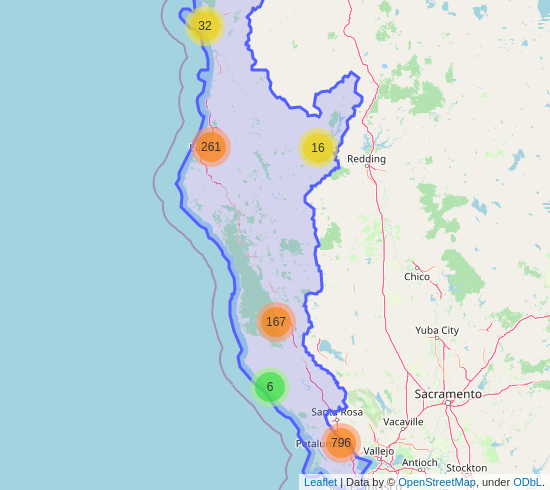 32
261
16
Redding
Chico
167
Yuba City
6
Sacramento
Santa Rosa
Vacaville
796
Petalu
Vallejo
Antioch
Stockton
Leaflet | Data by © OpenStreetMap, under ODbL.